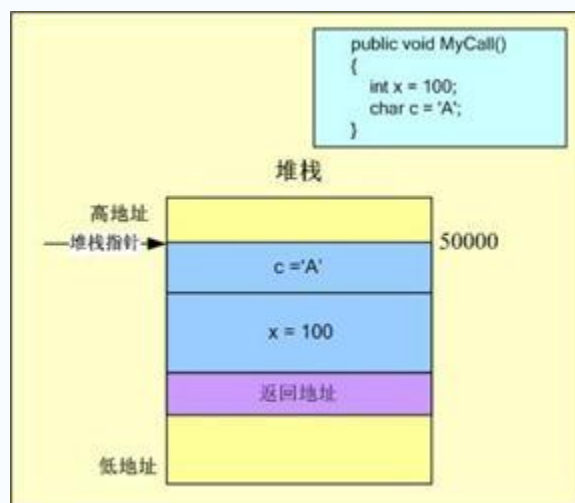 public void MyCall()
{
int x = 100;
char c = 'A';
}
堆栈
高地址
堆栈指针
50000
c ='A'
x = 100
返回地址
低地址